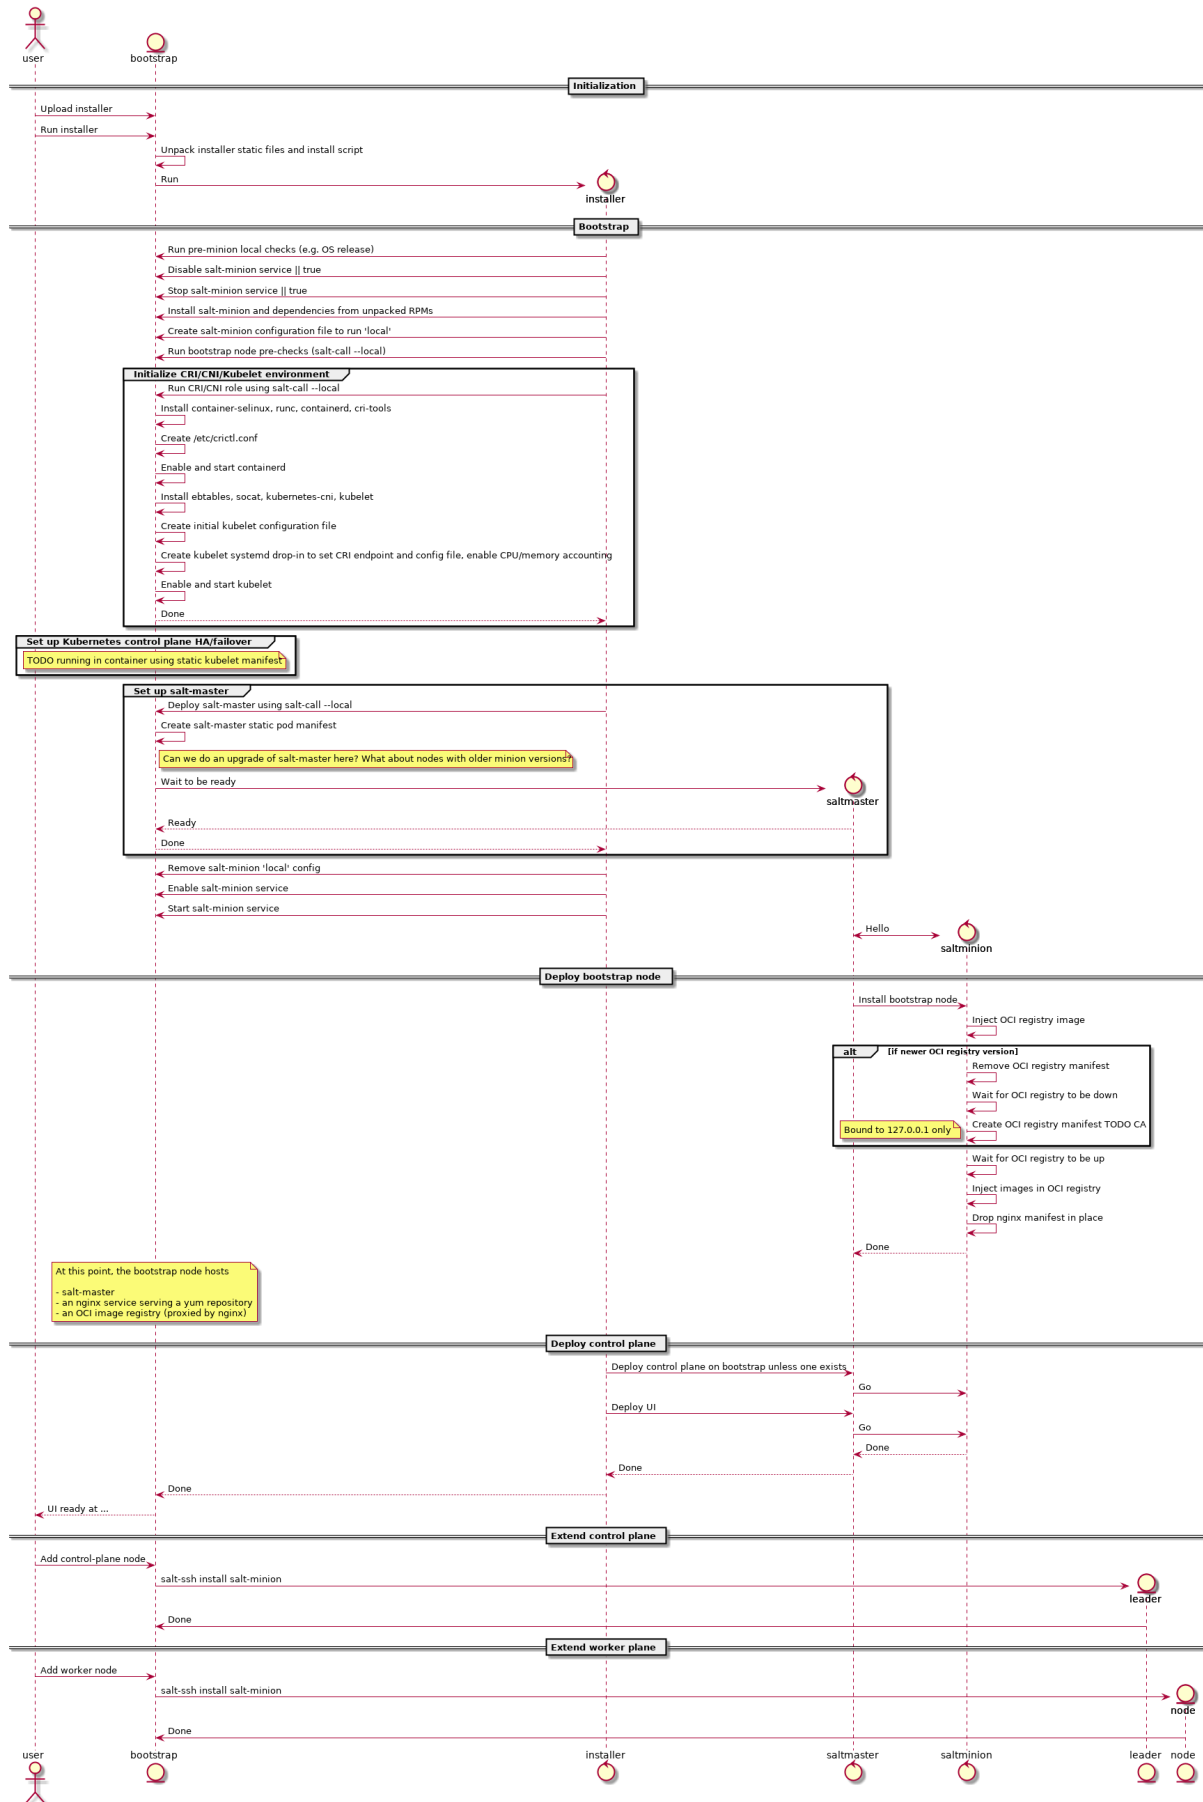 user
bootstrap
Initialization
Upload installer
Run installer
Unpack installer static files and install script
Run
installer
Bootstrap
Run pre-minion local checks (e.g. OS release)
Disable salt-minion service || true
Stop salt-minion service || true
Install salt-minion and dependencies from unpacked RPMs
Create salt-minion configuration file to run 'local'
Run bootstrap node pre-checks (salt-call --local)
Initialize CRI/CNI/Kubelet environment
Run CRI/CNI role using salt-call --local
Install container-selinux, runc, containerd, cri-tools
Create /etc/crictl.conf
Enable and start containerd
Install ebtables, socat, kubernetes-cni, kubelet
Create initial kubelet configuration file
Create kubelet systemd drop-in to set CRI endpoint and config file, enable CPU/memory accounting
Enable and start kubelet
Done
Set up Kubernetes control plane HA/failover
TODO running in container using static kubelet manifest
Set up salt-master
Deploy salt-master using salt-call --local
Create salt-master static pod manifest
Can we do an upgrade of salt-master here? What about nodes with older minion versions?
Wait to be ready
saltmaster
Ready
Done
Remove salt-minion 'local' config
Enable salt-minion service
Start salt-minion service
Hello
saltminion
Deploy bootstrap node
Install bootstrap node
Inject OCI registry image
alt [if newer OCI registry version]
Remove OCI registry manifest
Wait for OCI registry to be down
Bound to 127.0.0.1 only
Create OCI registry manifest TODO CA
Wait for OCI registry to be up
Inject images in OCI registry
Drop nginx manifest in place
Done
At this point, the bootstrap node hosts
- salt-master
- an nginx service serving a yum repository
- an OCI image registry (proxied by nginx)
Deploy control plane
Deploy control plane on bootstrap unless one exists
Go
Deploy UI
Go
Done
Done
Done
UI ready at ...
Extend control plane
Add control-plane node
salt-ssh install salt-minion
leader
Done
Extend worker plane
Add worker node
salt-ssh install salt-minion
node
Done
user bootstrap installer saltmaster saltminion leader node